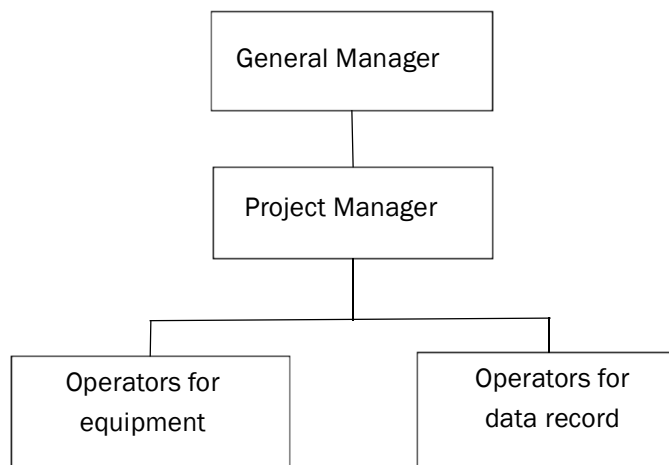 General Manager
Project Manager
Operators for
equipment
Operators for
data record